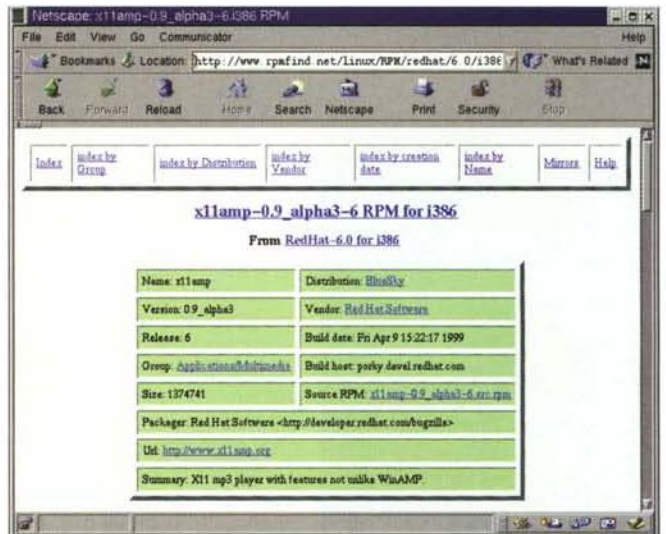 Netscape: x11amp-0.9_alpha3-6.i386 RPM
File Edit View Go Communicator Help
Bookmarks Location: http://www.rpmfind.net/linux/RPM/redhat/6.0/i386 What's Related
Back Forward Reload Home Search Netscape Print Security Stop
Index index by Group index by Distribution index by Vendor index by creation date index by Name Mirrors Help
x11amp-0.9_alpha3-6 RPM for i386
From RedHat-6.0 for i386
Name: x11amp Distribution: BlueSky
Version: 0.9_alpha3 Vendor: Red Hat Software
Release: 6 Build date: Fri Apr 9 15:22:17 1999
Group: Applications/Multimedia Build host: porky.devel.redhat.com
Size: 1374741 Source RPM: x11amp-0.9_alpha3-6.src.rpm
Packager: Red Hat Software <http://developer.redhat.com/bugzilla>
Url: http://www.x11amp.org
Summary: X11 mp3 player with features not unlike WinAMP.